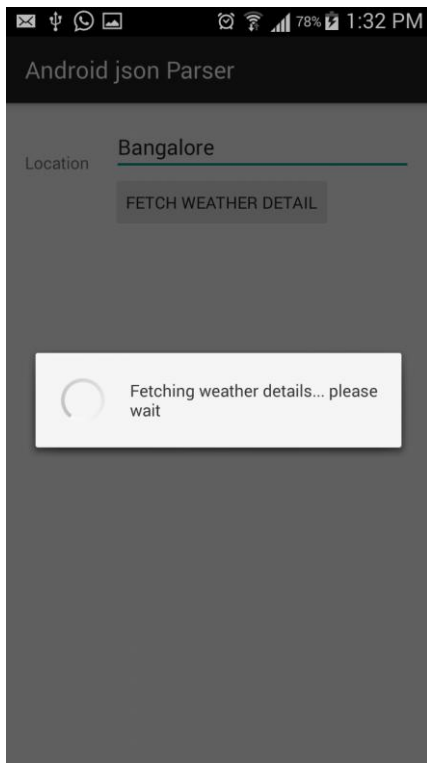 78% 1:32 PM
Android json Parser
Bangalore
Location
FETCH WEATHER DETAIL
Fetching weather details... please
wait